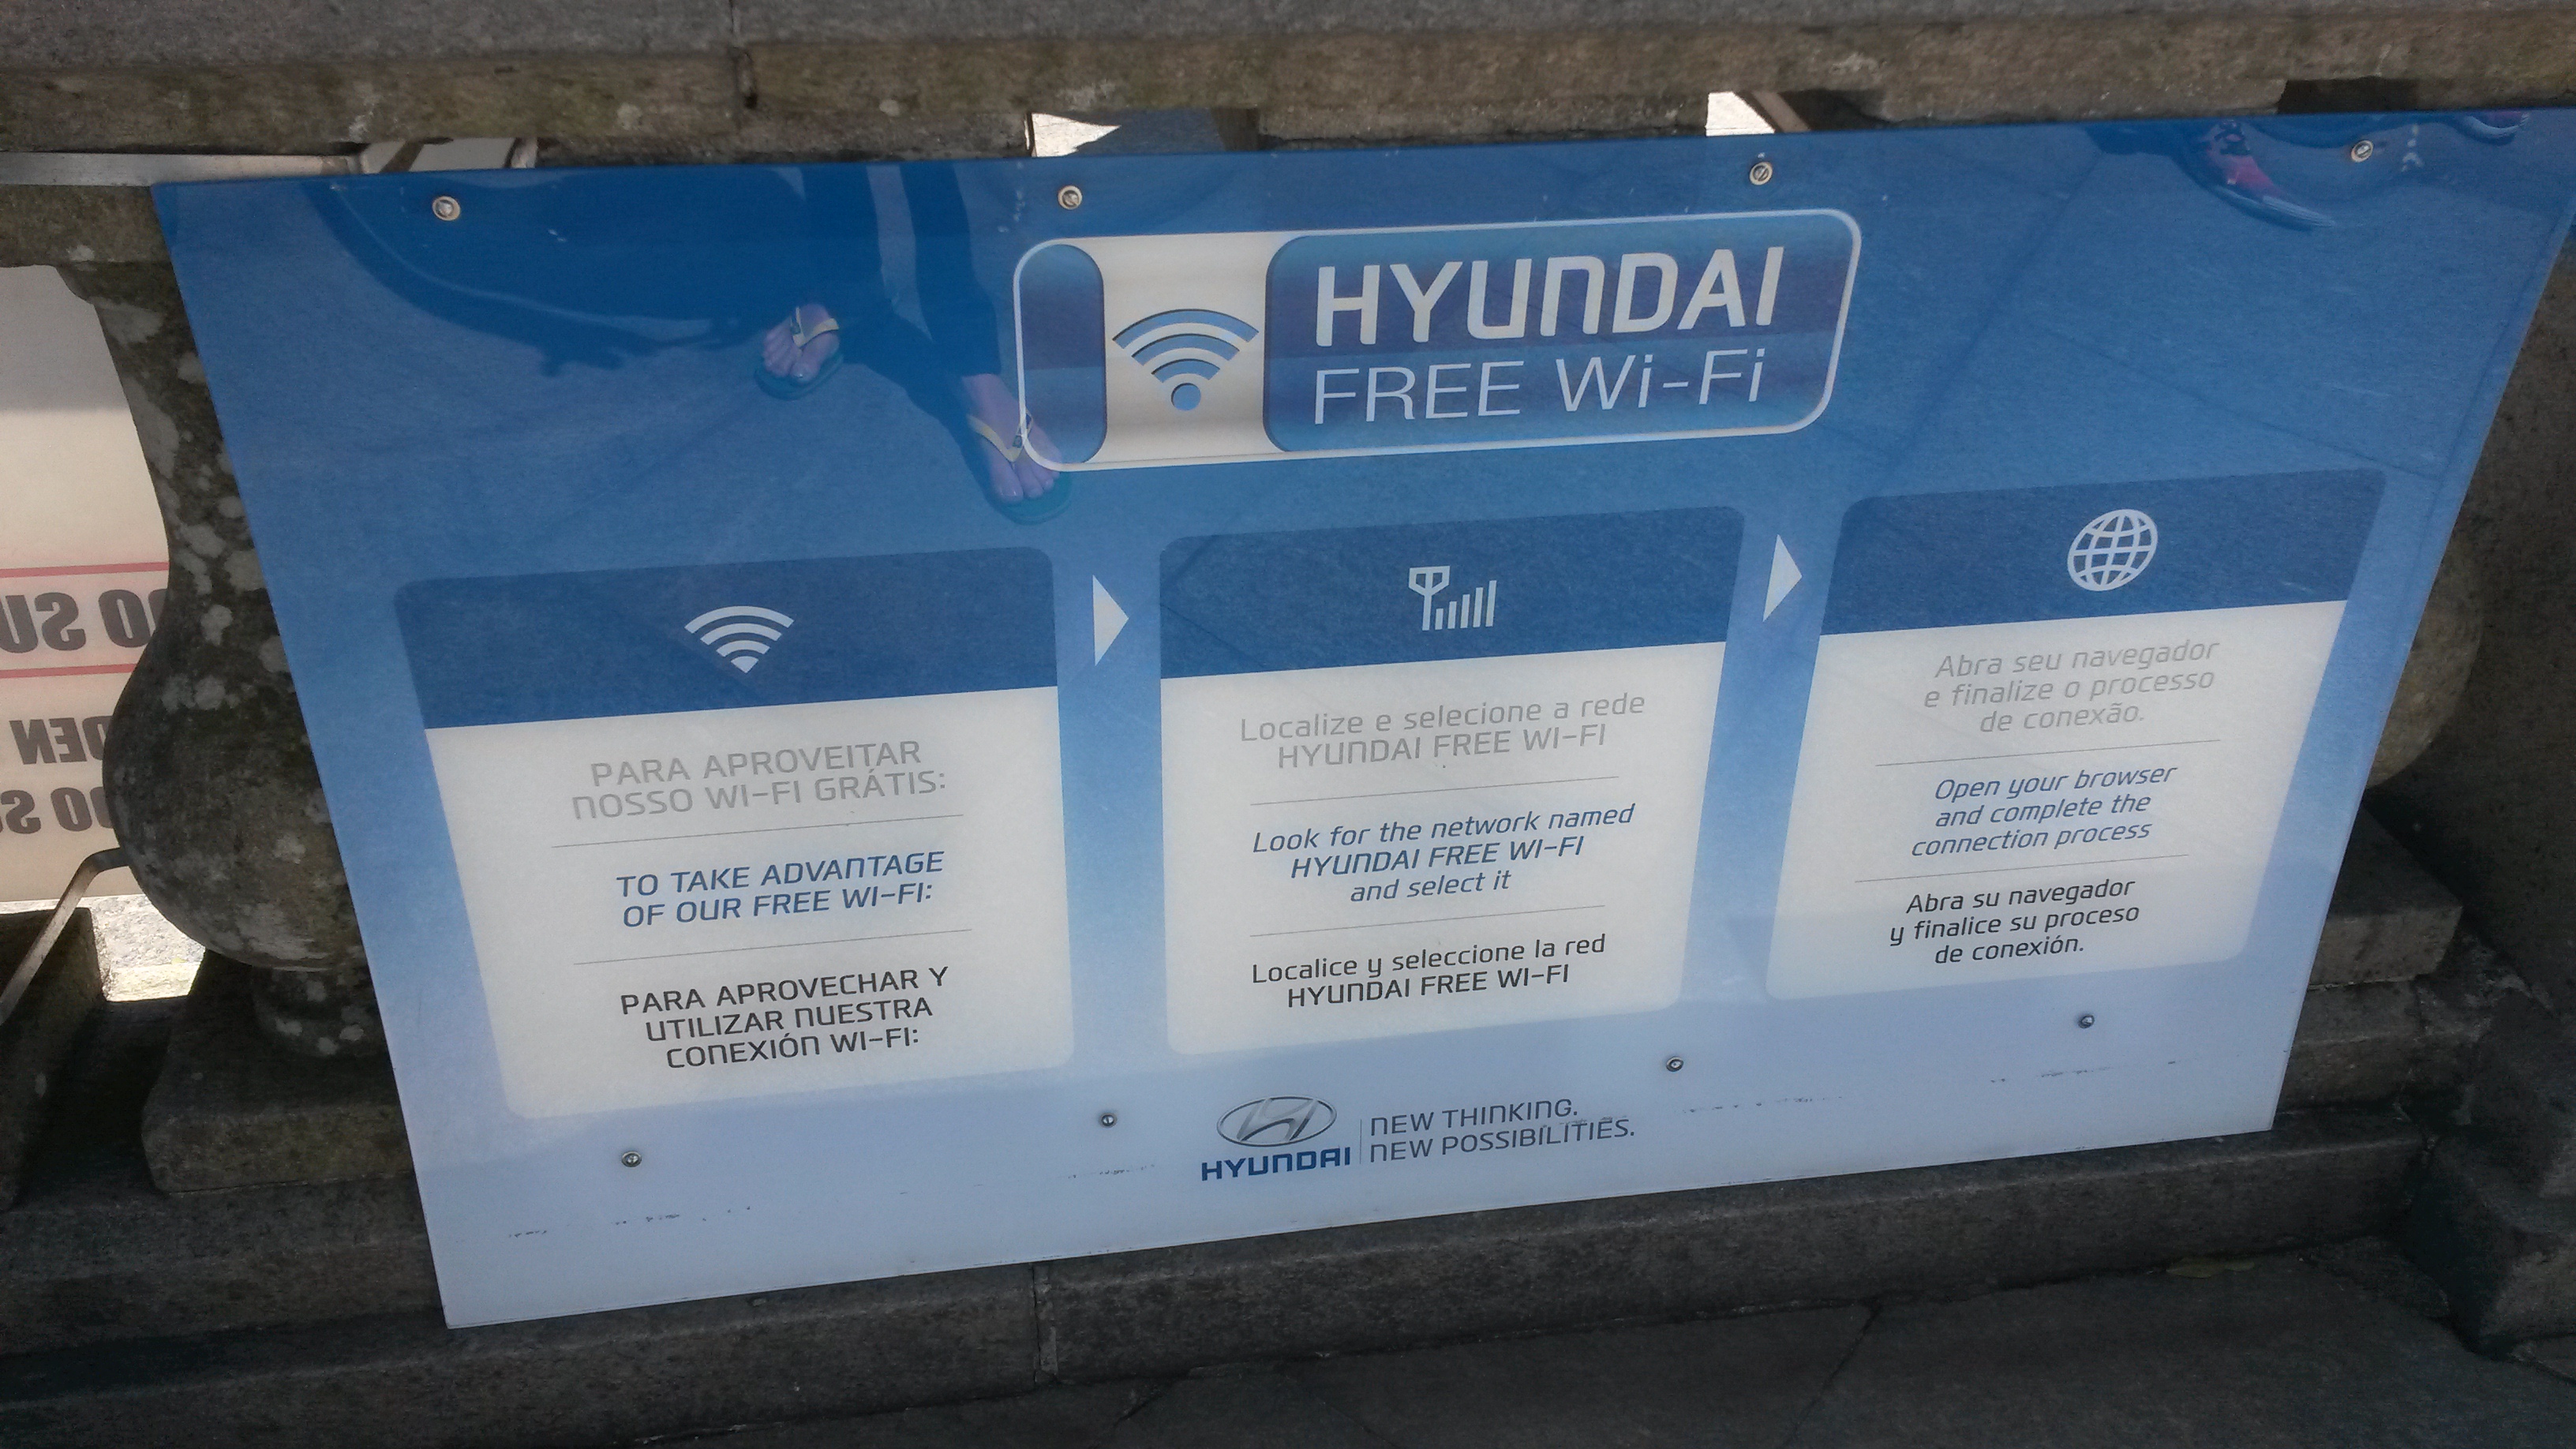 HYUNDAI
FREE Wi-Fi
PARA APROVEITAR
NOSSO WI-FI GRÁTIS:
TO TAKE ADVANTAGE
OF OUR FREE WI-FI:
PARA APROVECHAR Y
UTILIZAR NUESTRA
CONEXIÓN WI-FI:
Localize e selecione a rede
HYUNDAI FREE WI-FI
Look for the network named
HYUNDAI FREE WI-FI
and select it
Localice y seleccione la red
HYUNDAI FREE WI-FI
Abra seu navegador
e finalize o processo
de conexão.
Open your browser
and complete the
connection process
Abra su navegador
y finalice su proceso
de conexión.
HYUNDAI
NEW THINKING.
NEW POSSIBILITIES.